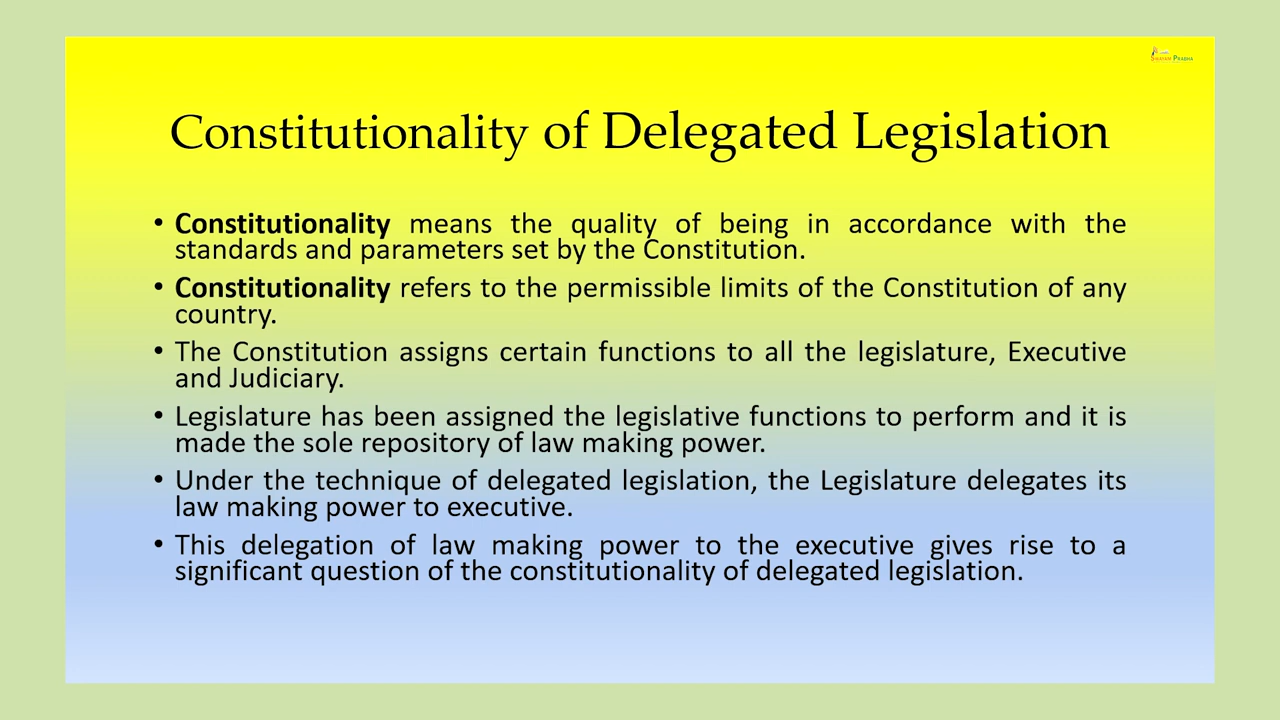 Swayam Prabha
Constitutionality of Delegated Legislation
• Constitutionality means the quality of being in accordance with the
standards and parameters set by the Constitution.
• Constitutionality refers to the permissible limits of the Constitution of any
country.
• The Constitution assigns certain functions to all the legislature, Executive
and Judiciary.
• Legislature has been assigned the legislative functions to perform and it is
made the sole repository of law making power.
• Under the technique of delegated legislation, the Legislature delegates its
law making power to executive.
• This delegation of law making power to the executive gives rise to a
significant question of the constitutionality of delegated legislation.